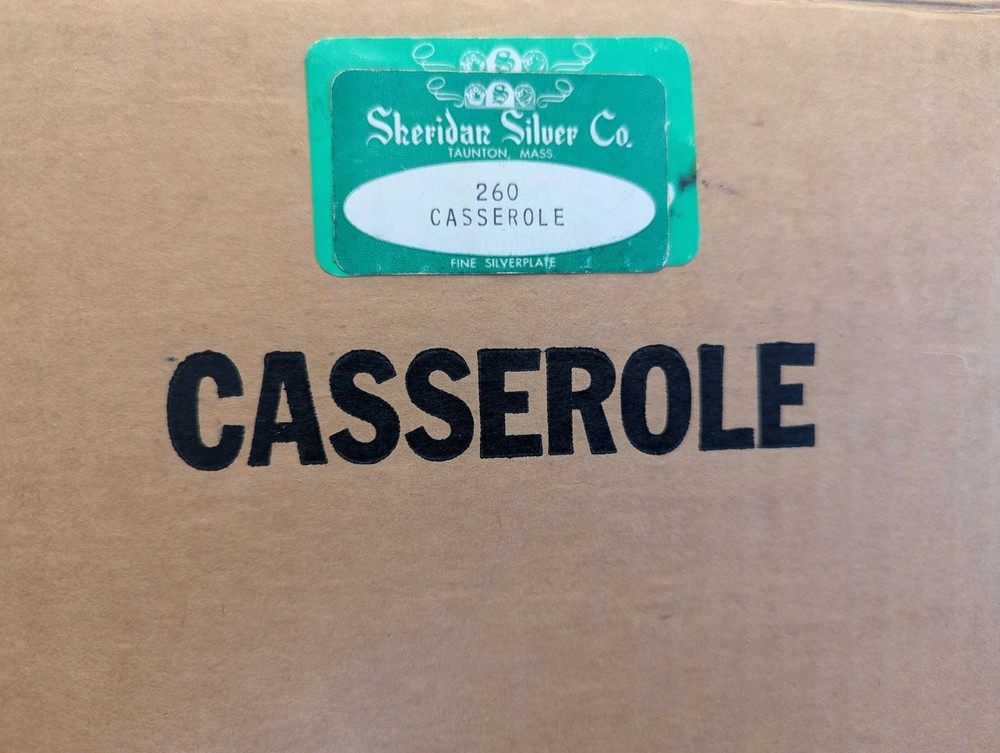 S
S
Sheridan Silver Co.
TAUNTON, MASS.
260
CASSEROLE
FINE SILVERPLATE
CASSEROLE